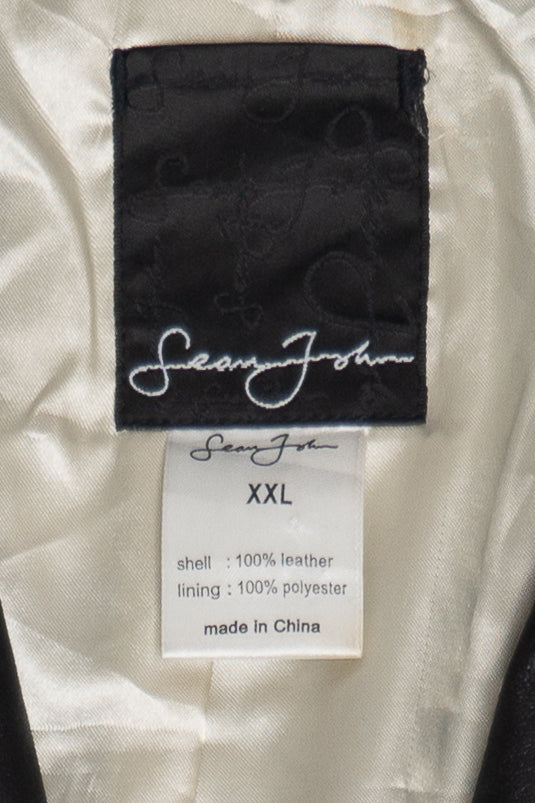 Sean John
Sean John
XXL
shell : 100% leather
lining : 100% polyester
made in China